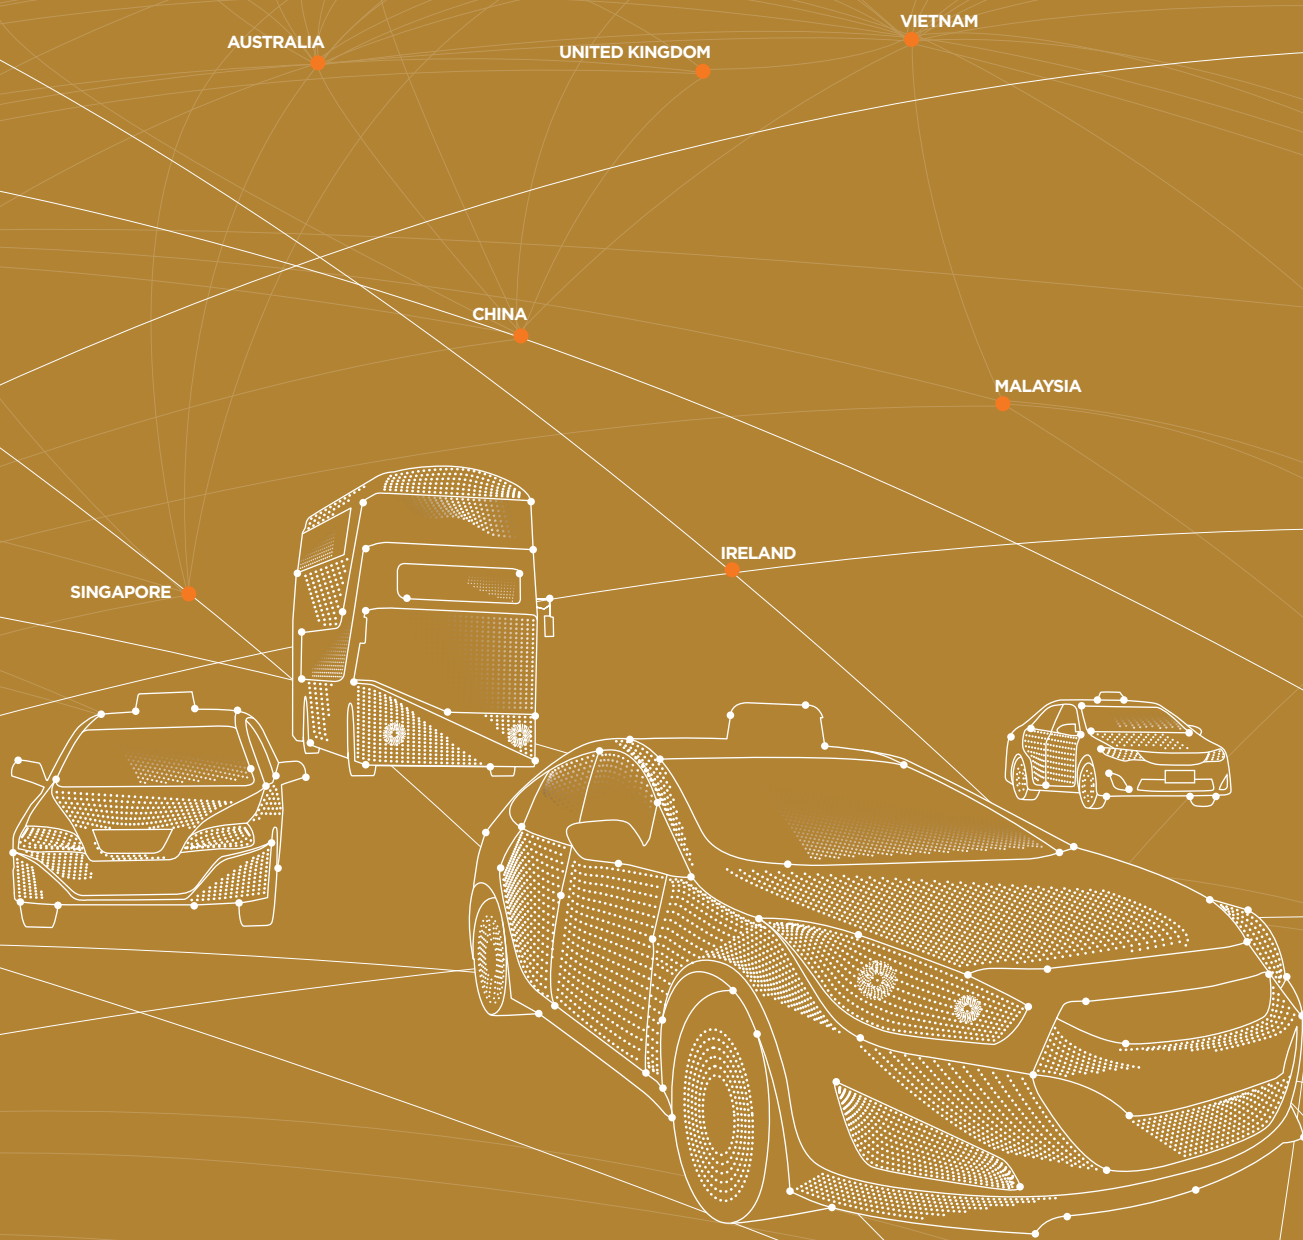 VIETNAM
AUSTRALIA
UNITED KINGDOM
CHINA
MALAYSIA
IRELAND
SINGAPORE